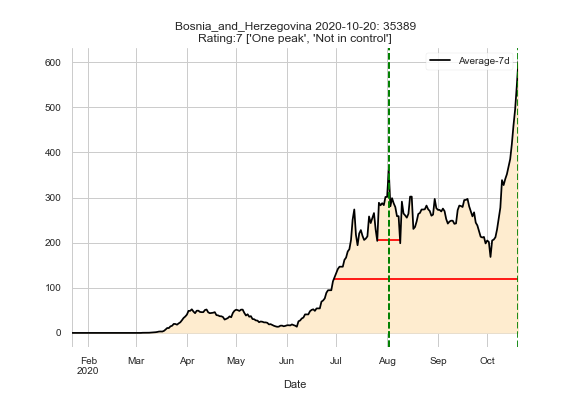 Bosnia_and_Herzegovina 2020-10-20: 35389
Rating:7 ['One peak', 'Not in control']
Average-7d
600
500
400
300
200
100
0
Feb Mar Apr May Jun Jul Aug Sep Oct
2020
Date